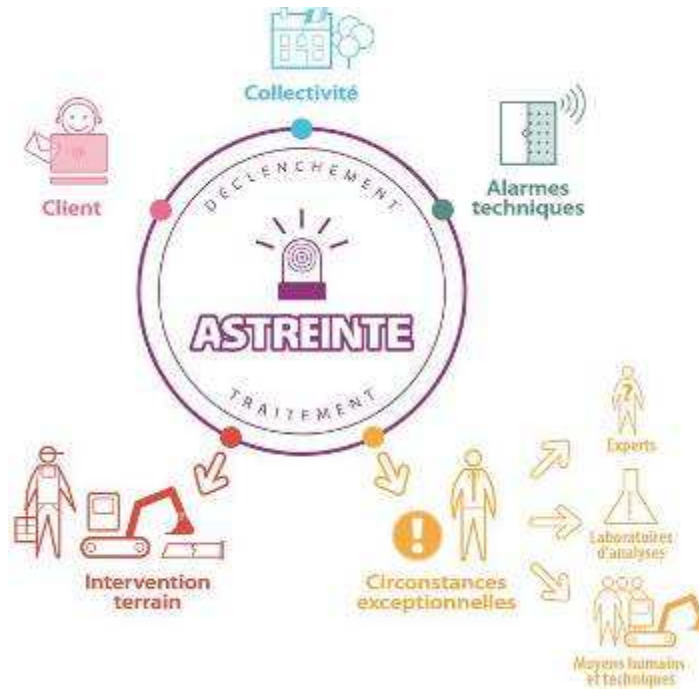 Collectivité
Client
Alarmes
techniques
DÉCLENCHEMENT
ASTREINTE
TRAITEMENT
Intervention
terrain
!
Circonstances
exceptionnelles
?
Experts
Laboratoires
d'analyses
Moyens humains
et techniques